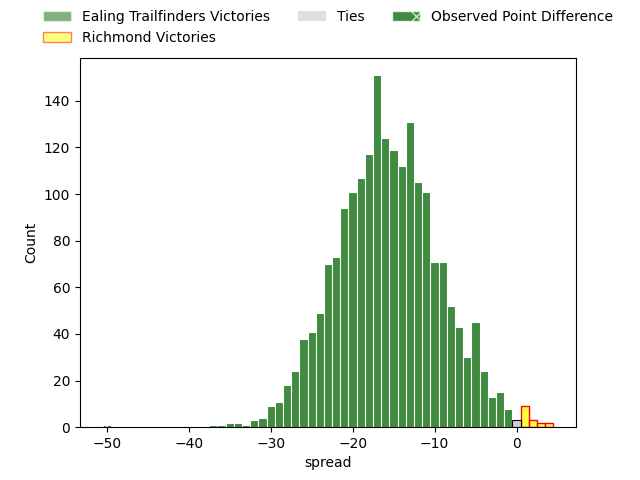 Ealing Trailfinders Victories Ties Observed Point Difference
Richmond Victories
140
120
100
80
60
40
20
0
Count
−50 −40 −30 −20 −10 0
spread